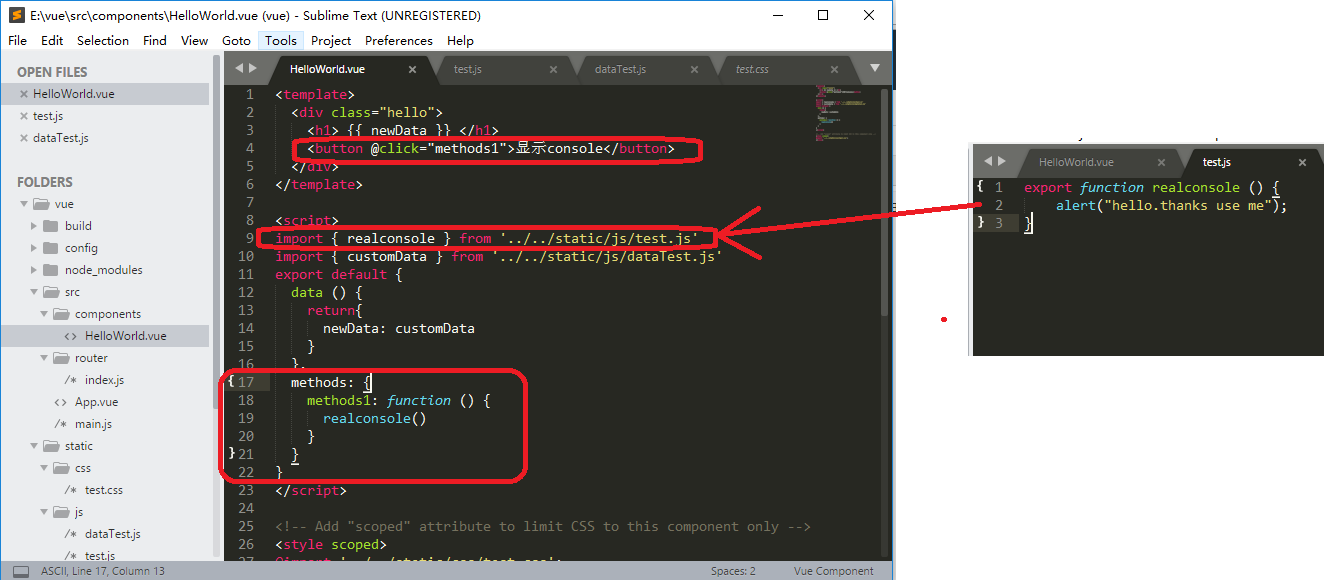 E:\vue\src\components\HelloWorld.vue (vue) - Sublime Text (UNREGISTERED)
File Edit Selection Find View Goto Tools Project Preferences Help
OPEN FILES
HelloWorld.vue
test.js
dataTest.js
FOLDERS
vue
build
config
node_modules
src
components
HelloWorld.vue
router
index.js
App.vue
main.js
static
css
test.css
js
dataTest.js
test.js
HelloWorld.vue test.js dataTest.js test.css
1 <template>
2 <div class="hello">
3 <h1> {{ newData }} </h1>
4 <button @click="methods1">显示console</button>
5 </div>
6 </template>
7
8 <script>
9 import { realconsole } from '../../static/js/test.js'
10 import { customData } from '../../static/js/dataTest.js'
11 export default {
12 data () {
13 return{
14 newData: customData
15 }
16 },
17 methods: {
18 methods1: function () {
19 realconsole()
20 }
21 }
22 }
23 </script>
24
25 <!-- Add "scoped" attribute to limit CSS to this component only -->
26 <style scoped>
ASCII, Line 17, Column 13 Spaces: 2 Vue Component
HelloWorld.vue test.js
1 export function realconsole () {
2 alert("hello.thanks use me");
3 }